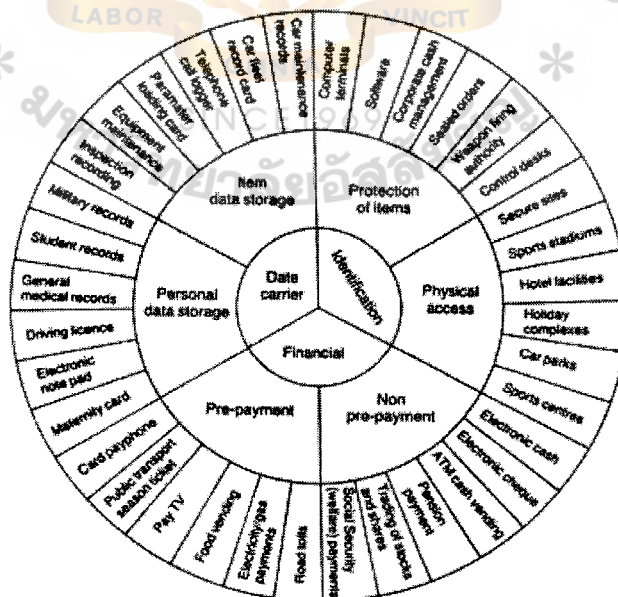 LABOR
VINCIT
Computer
terminals
Software
Corporate cash
management
Sealed orders
Weapon firing
authority
Control desks
Secure sites
Sports stadiums
Hotel facilities
Holiday
complexes
Car parks
Sports centres
Electronic cash
Electronic cheque
ATM cash vending
Pension
payment
Trading of stocks
and shares
Social Security
(welfare) payments
Road tolls
Electricity/gas
payments
Food vending
Pay TV
Public transport
season ticket
Card payphone
Maternity card
Electronic
note pad
Driving licence
General
medical records
Student records
Military records
Inspection
recording
Equipment
maintenance
Paramater
loading card
Telephone
call logger
Car fleet
record card
Car maintenance
records
Item
data storage
Protection
of items
Physical
access
Non
pre-payment
Pre-payment
Personal
data storage
Date
carrier
Identification
Financial